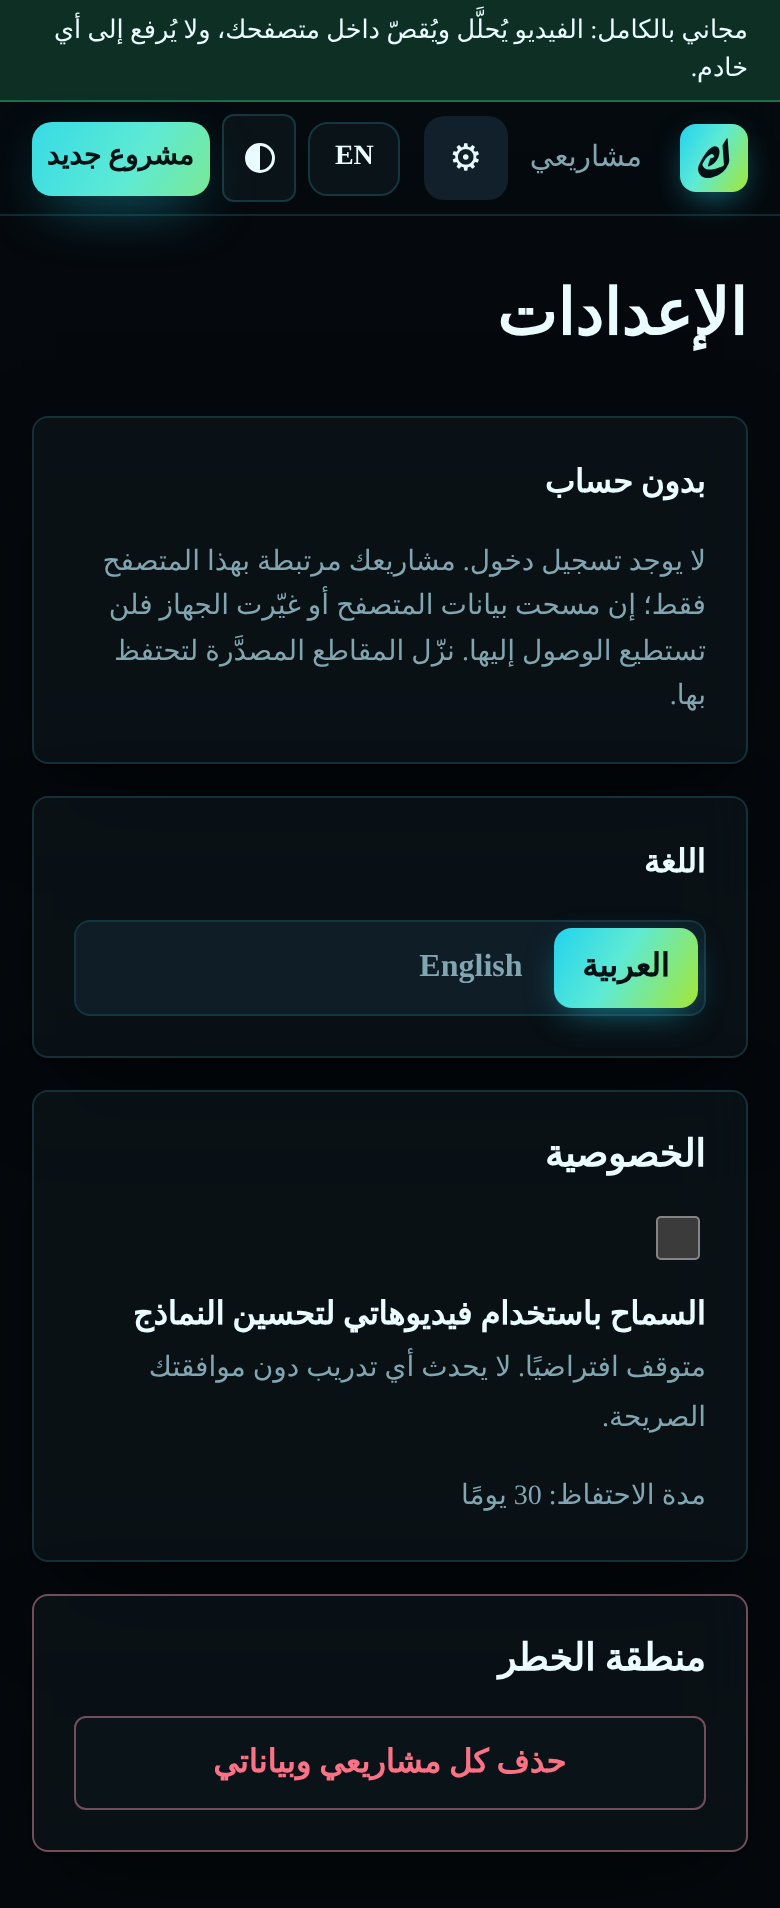 مجاني بالكامل: الفيديو يُحلَّل ويُقصّ داخل متصفحك، ولا يُرفع إلى أي
خادم.
ك
مشاريعي
EN
مشروع جديد
الإعدادات
بدون حساب
لا يوجد تسجيل دخول. مشاريعك مرتبطة بهذا المتصفح
فقط؛ إن مسحت بيانات المتصفح أو غيّرت الجهاز فلن
تستطيع الوصول إليها. نزّل المقاطع المصدَّرة لتحتفظ
بها.
اللغة
العربية
English
الخصوصية
السماح باستخدام فيديوهاتي لتحسين النماذج
متوقف افتراضيًا. لا يحدث أي تدريب دون موافقتك
الصريحة.
مدة الاحتفاظ: 30 يومًا
منطقة الخطر
حذف كل مشاريعي وبياناتي